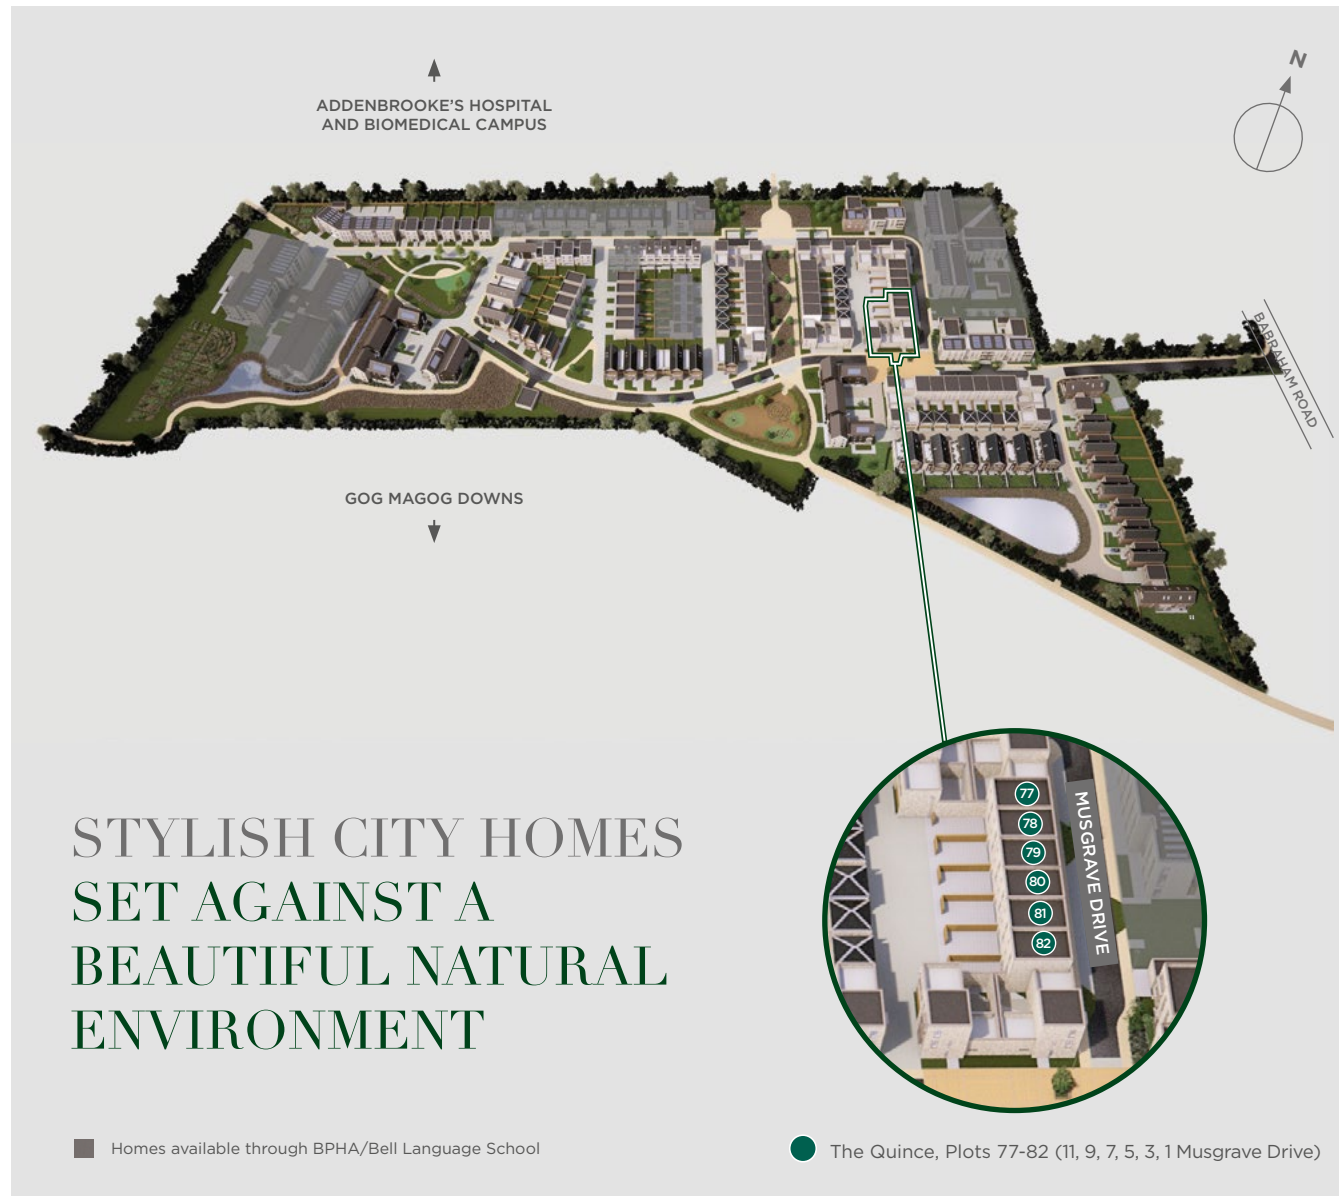 N
ADDENBROOKE'S HOSPITAL
AND BIOMEDICAL CAMPUS
BABRAHAM ROAD
GOG MAGOG DOWNS
77
78
79
80
81
82
MUSGRAVE DRIVE
STYLISH CITY HOMES
SET AGAINST A
BEAUTIFUL NATURAL
ENVIRONMENT
Homes available through BPHA/Bell Language School
The Quince, Plots 77-82 (11, 9, 7, 5, 3, 1 Musgrave Drive)